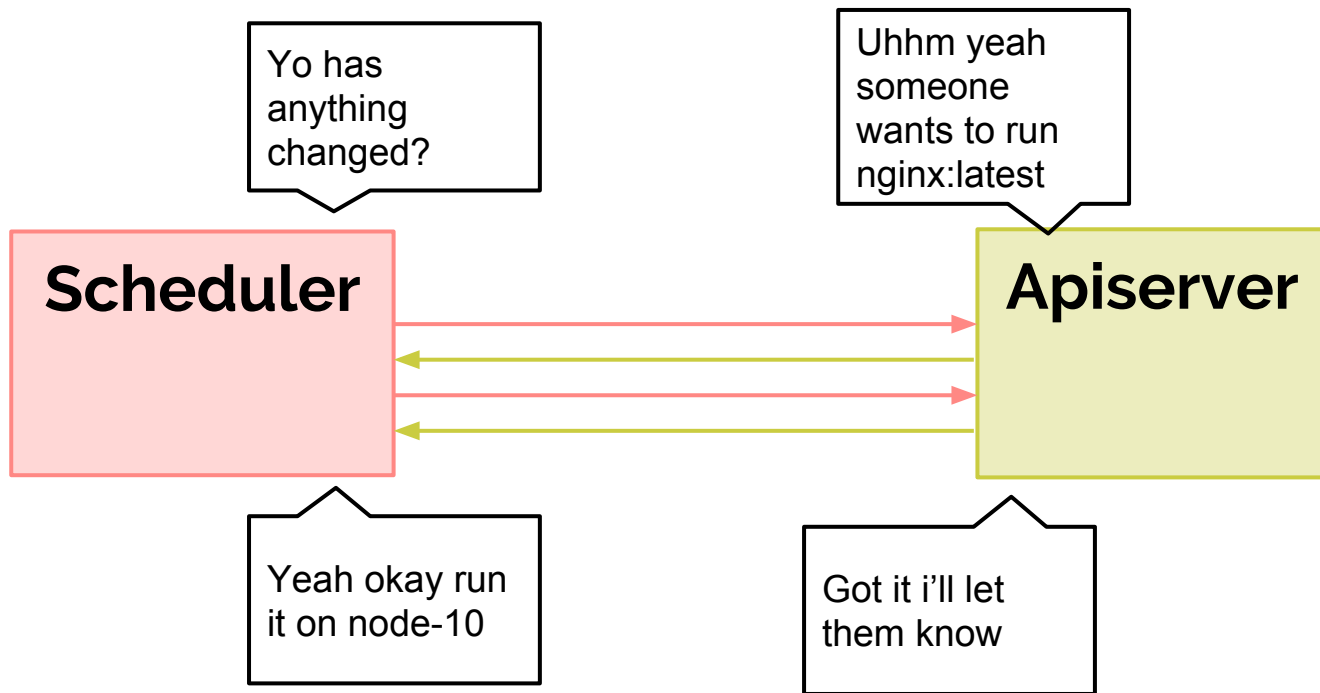 Yo has
anything
changed?
Uhhm yeah
someone
wants to run
nginx:latest
Scheduler
Apiserver
Yeah okay run
it on node-10
Got it i’ll let
them know